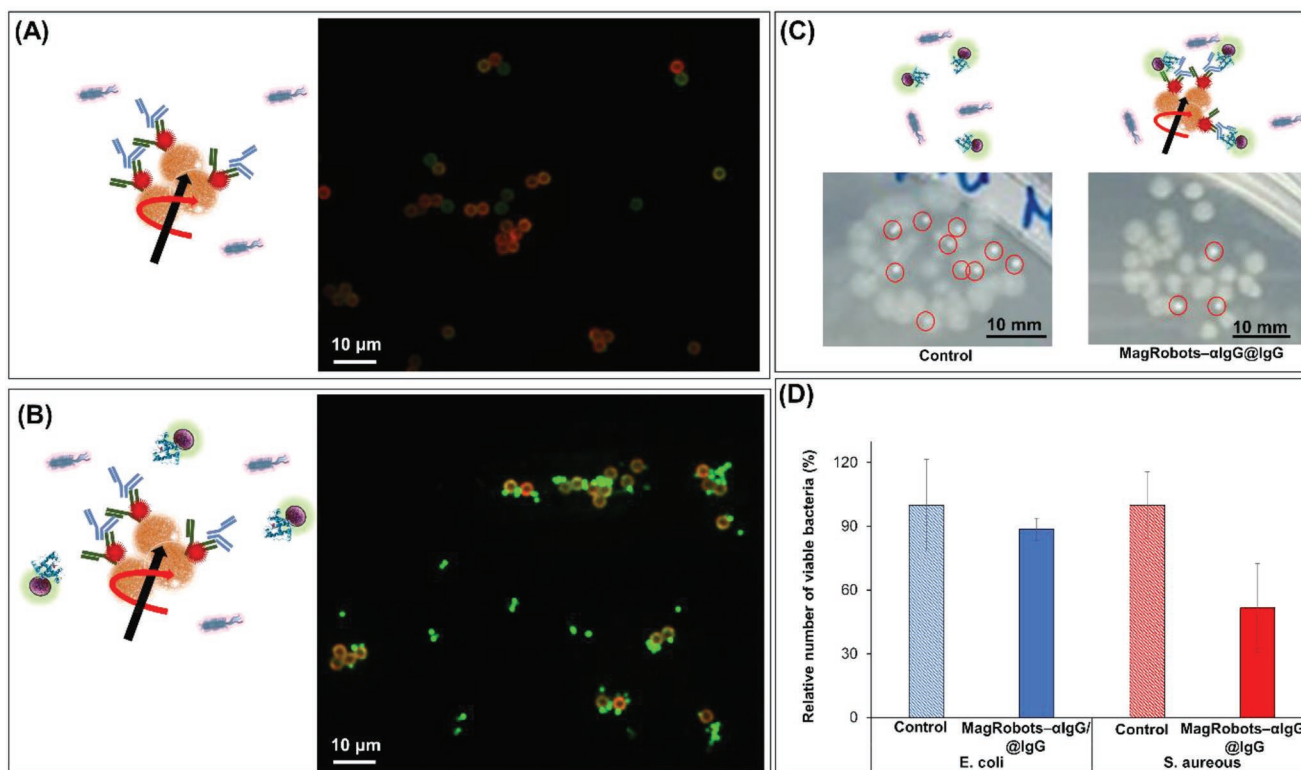 (A)
10 µm
(B)
10 µm
(C)
10 mm
10 mm
Control
MagRobots–αIgG@IgG
(D)
Relative number of viable bacteria (%)
120
90
60
30
0
Control
MagRobots–αIgG/
@IgG
Control
MagRobots–αIgG
@IgG
E. coli
S. aureous